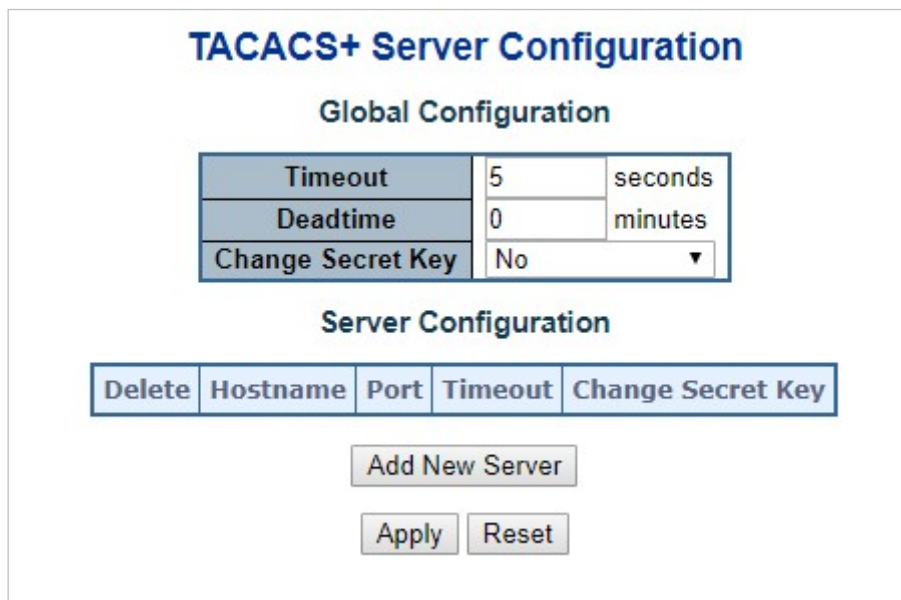 TACACS+ Server Configuration
Global Configuration
Timeout 5 seconds
Deadtime 0 minutes
Change Secret Key No
Server Configuration
Delete Hostname Port Timeout Change Secret Key
Add New Server
Apply Reset